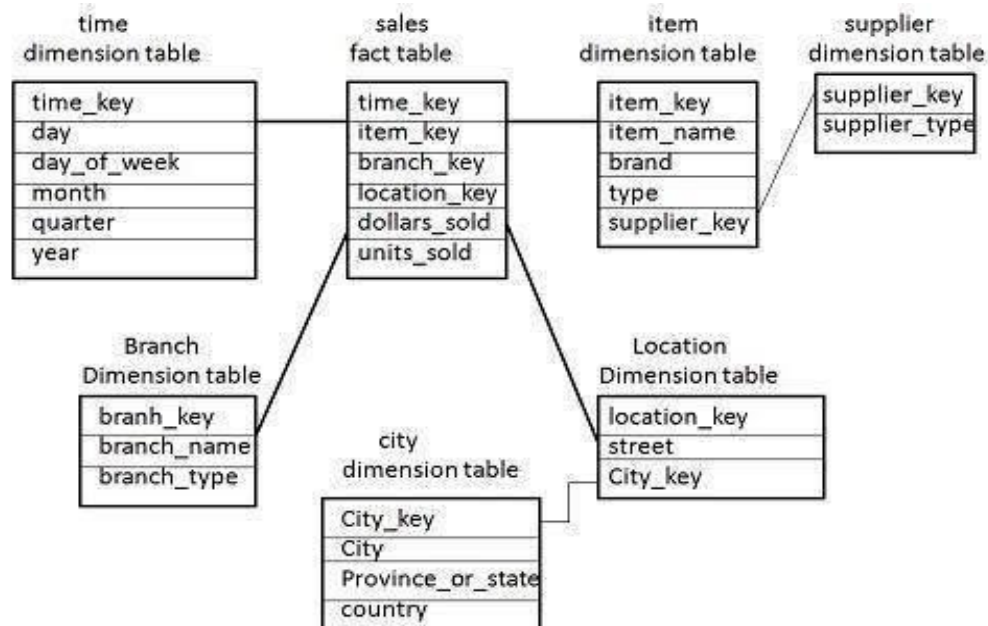 time
dimension table
time_key
day
day_of_week
month
quarter
year
sales
fact table
time_key
item_key
branch_key
location_key
dollars_sold
units_sold
item
dimension table
item_key
item_name
brand
type
supplier_key
supplier
dimension table
supplier_key
supplier_type
Branch
Dimension table
branh_key
branch_name
branch_type
city
dimension table
City_key
City
Province_or_state
country
Location
Dimension table
location_key
street
City_key